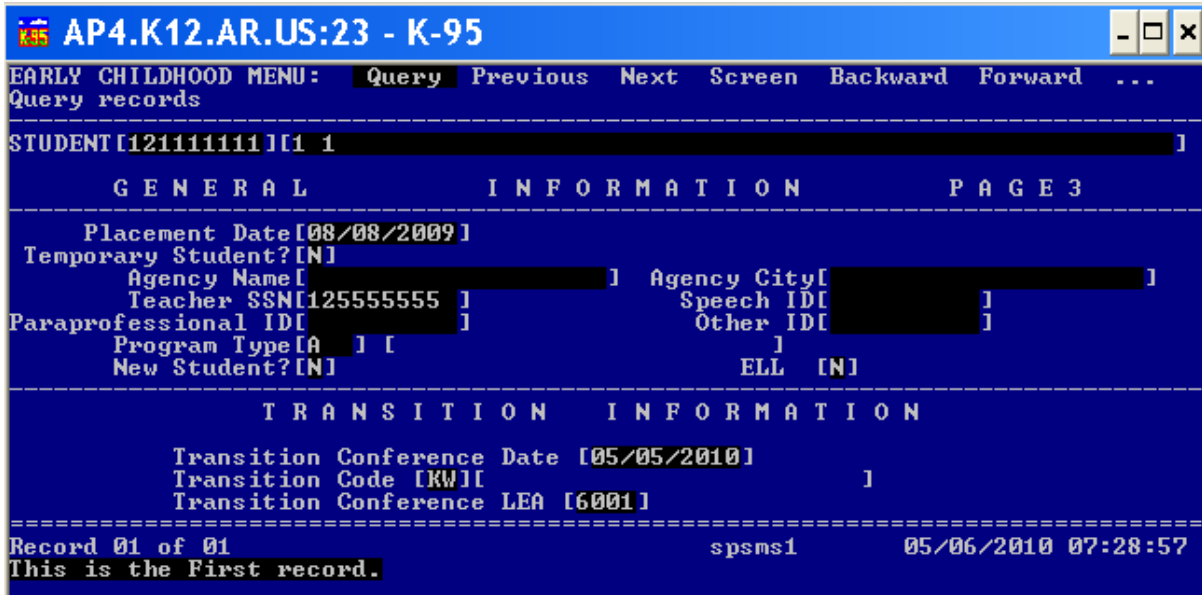 AP4.K12.AR.US:23 - K-95
EARLY CHILDHOOD MENU: Query Previous Next Screen Backward Forward ...
Query records
STUDENT[121111111][1 1 ]
G E N E R A L I N F O R M A T I O N P A G E 3
Placement Date[08/08/2009]
Temporary Student?[N]
Agency Name[ ] Agency City[ ]
Teacher SSN[125555555 ] Speech ID[ ]
Paraprofessional ID[ ] Other ID[ ]
Program Type[A ] [ ]
New Student?[N] ELL [N]
T R A N S I T I O N I N F O R M A T I O N
Transition Conference Date [05/05/2010]
Transition Code [KW][ ]
Transition Conference LEA [6001]
Record 01 of 01 spsms1 05/06/2010 07:28:57
This is the First record.